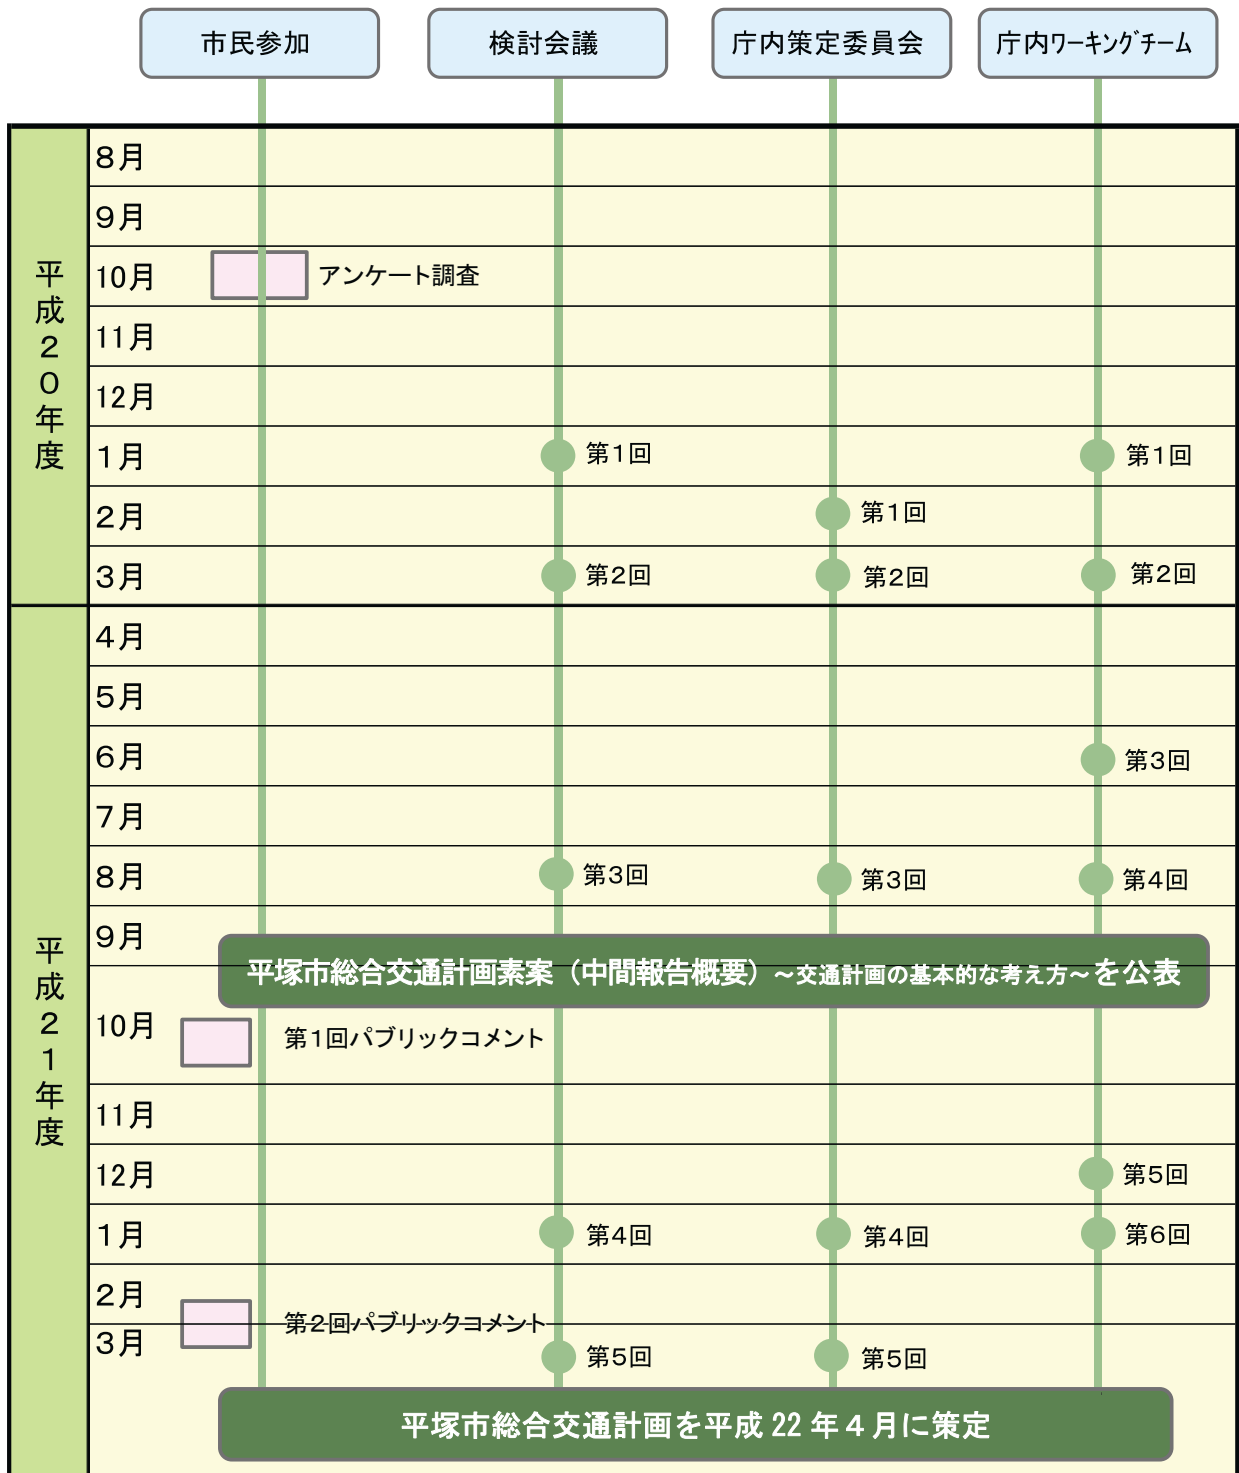 市民参加
検討会議
庁内策定委員会
庁内ﾜｰｷﾝｸﾞﾁｰﾑ
平成20年度
8月
9月
10月 アンケート調査
11月
12月
1月 第1回 第1回
2月 第1回
3月 第2回 第2回 第2回
平成21年度
4月
5月
6月 第3回
7月
8月 第3回 第3回 第4回
9月
平塚市総合交通計画素案（中間報告概要）～交通計画の基本的な考え方～を公表
10月 第1回パブリックコメント
11月
12月 第5回
1月 第4回 第4回 第6回
2月
第2回パブリックコメント
3月 第5回 第5回
平塚市総合交通計画を平成 22 年 4 月に策定